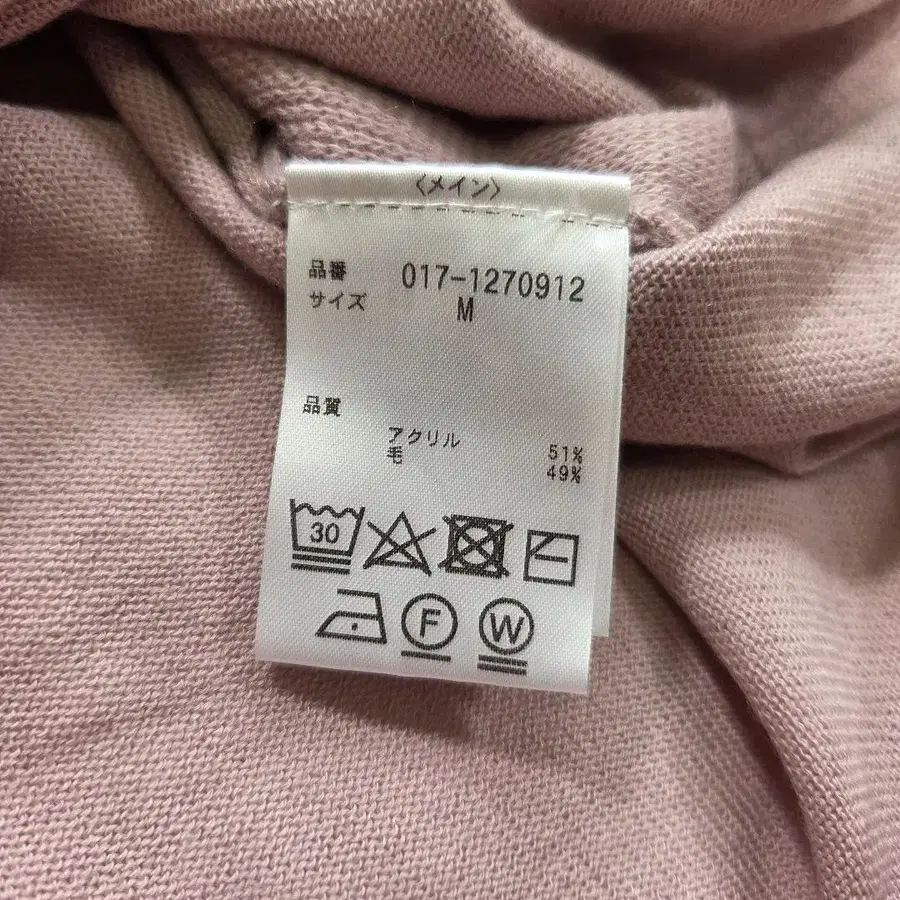 〈メイン〉
品番 017-1270912
サイズ M
品質
アクリル 51%
毛 49%
30
F
W